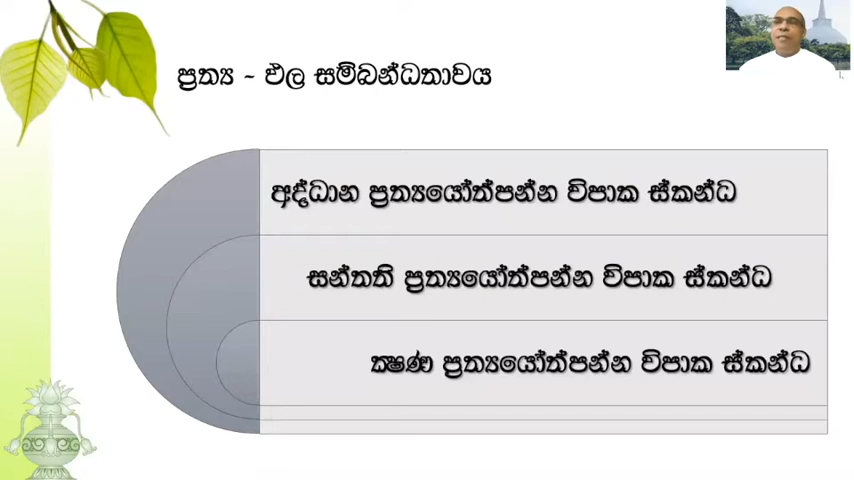 ප්‍රත්‍ය ~ ඵල සම්බන්ධතාවය
අද්ධාන ප්‍රත්‍යයෝත්පන්න විපාක ස්කන්ධ
සන්තති ප්‍රත්‍යයෝත්පන්න විපාක ස්කන්ධ
ක්‍ෂණ ප්‍රත්‍යයෝත්පන්න විපාක ස්කන්ධ